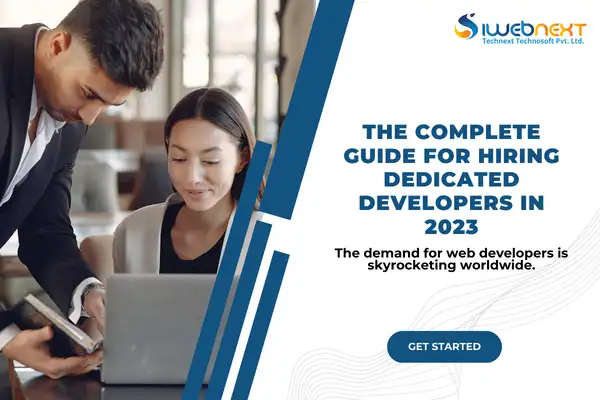 IWEBNEXT
Technext Technosoft Pvt. Ltd.
THE COMPLETE
GUIDE FOR HIRING
DEDICATED
DEVELOPERS IN
2023
The demand for web developers is
skyrocketing worldwide.
GET STARTED